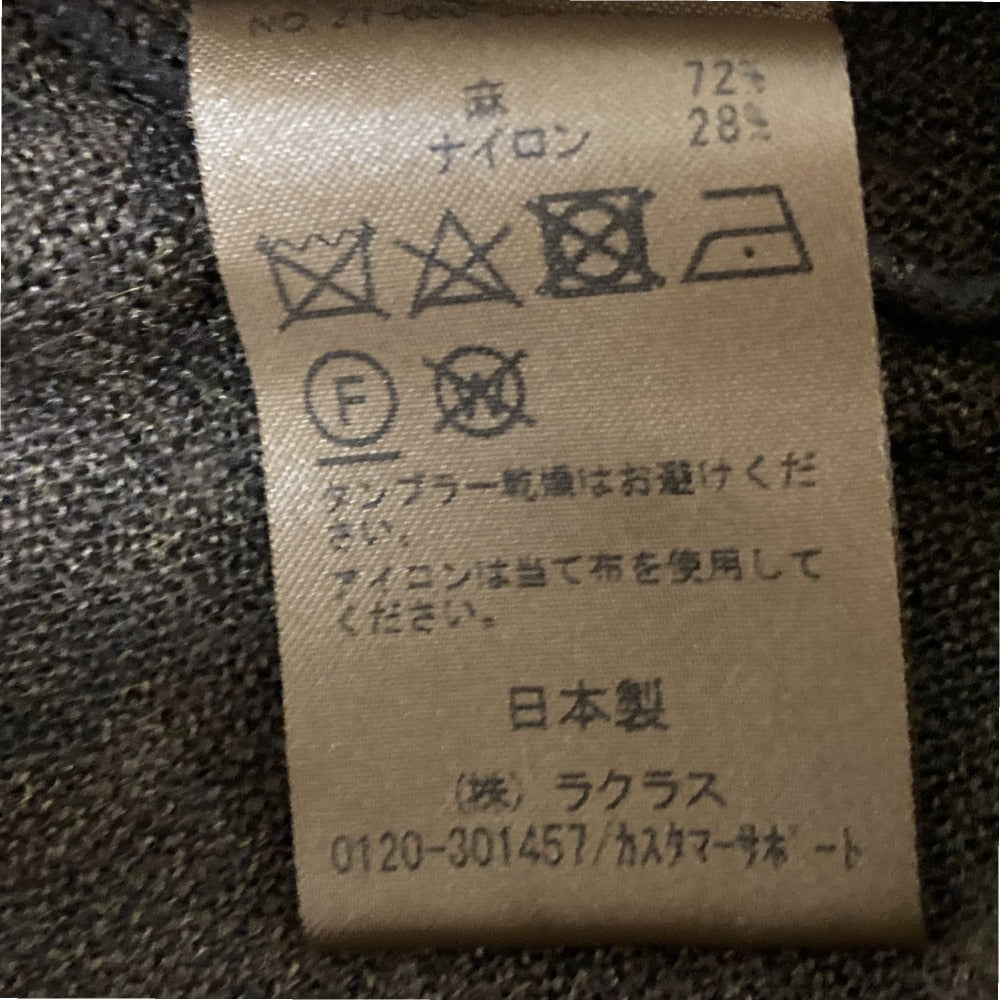 麻 72%
ナイロン 28%
F
W
タンブラー乾燥はお避けくだ
さい。
アイロンは当て布を使用して
ください。
日本製
(株) ラクラス
0120-301457/カスタマーサポート